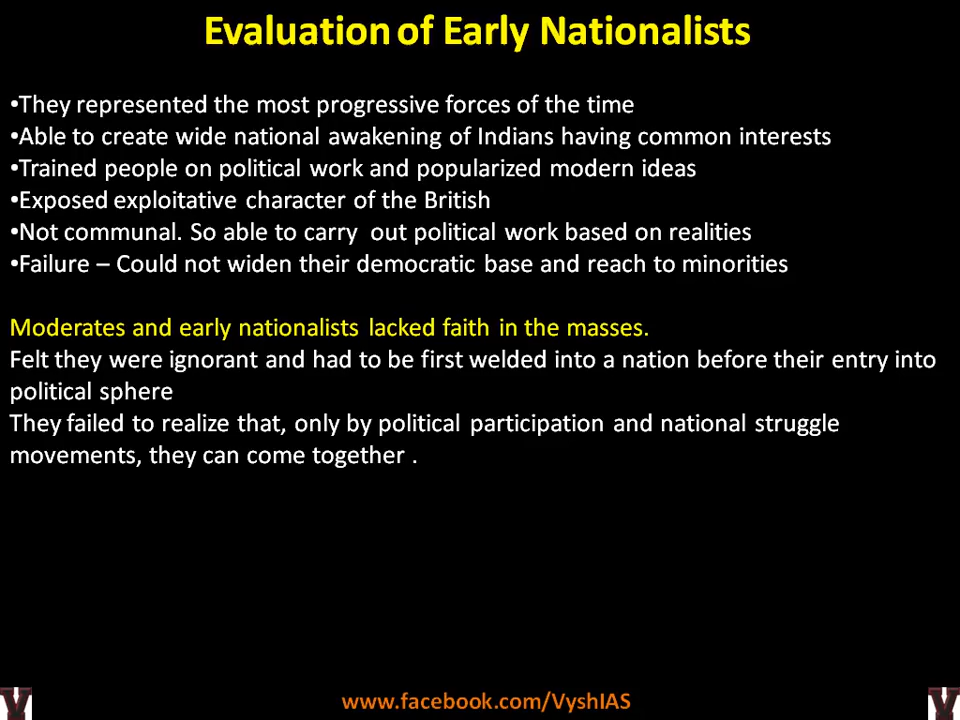 Evaluation of Early Nationalists
•They represented the most progressive forces of the time
•Able to create wide national awakening of Indians having common interests
•Trained people on political work and popularized modern ideas
•Exposed exploitative character of the British
•Not communal. So able to carry  out political work based on realities
•Failure – Could not widen their democratic base and reach to minorities
Moderates and early nationalists lacked faith in the masses.
Felt they were ignorant and had to be first welded into a nation before their entry into
political sphere
They failed to realize that, only by political participation and national struggle
movements, they can come together .
V www.facebook.com/VyshIAS V